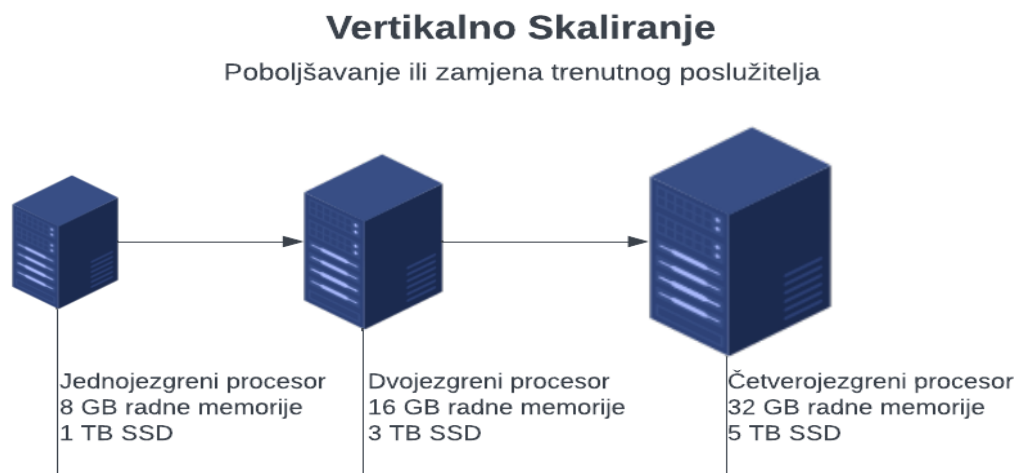 Vertikalno Skaliranje
Poboljšavanje ili zamjena trenutnog poslužitelja
Jednojezgreni procesor
8 GB radne memorije
1 TB SSD
Dvojezgreni procesor
16 GB radne memorije
3 TB SSD
Četverojezgreni procesor
32 GB radne memorije
5 TB SSD